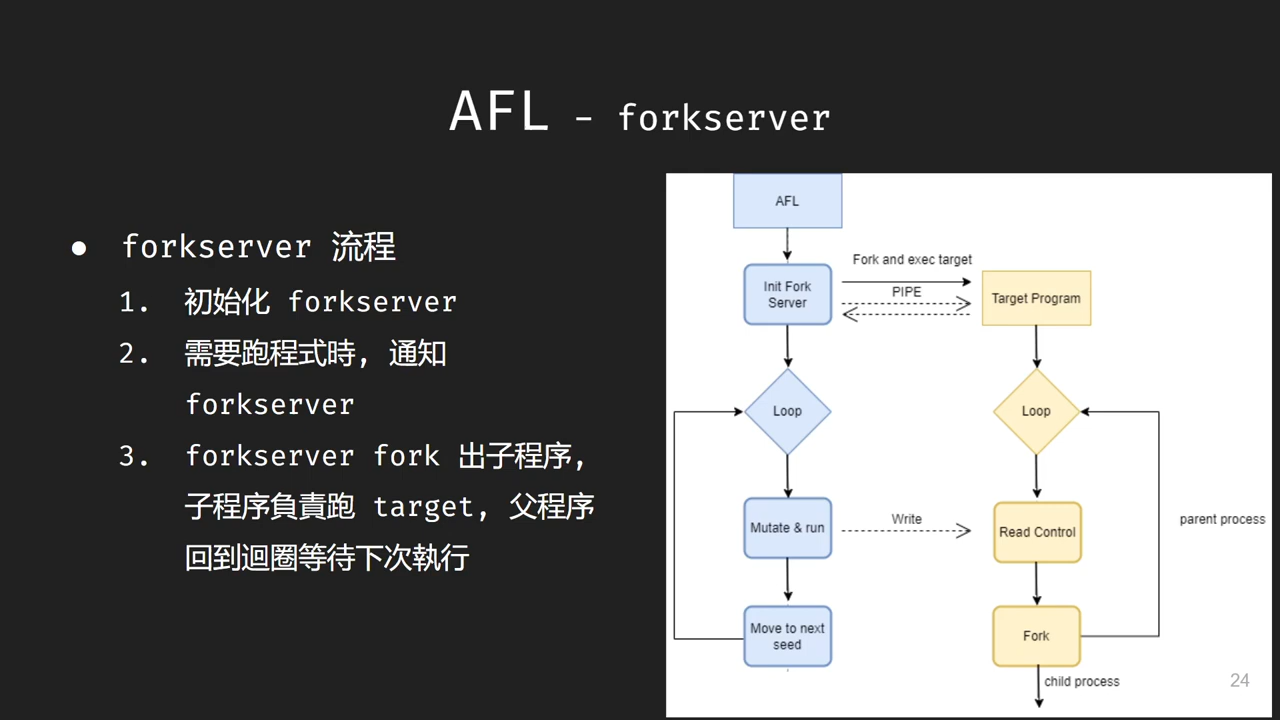 AFL - forkserver
● forkserver 流程
1. 初始化 forkserver
2. 需要跑程式時, 通知
forkserver
3. forkserver fork 出子程序,
子程序負責跑 target, 父程序
回到迴圈等待下次執行
AFL
Init Fork
Server
Fork and exec target
PIPE
Target Program
Loop
Loop
Mutate & run
Write
Read Control
parent process
Move to next
seed
Fork
child process
24